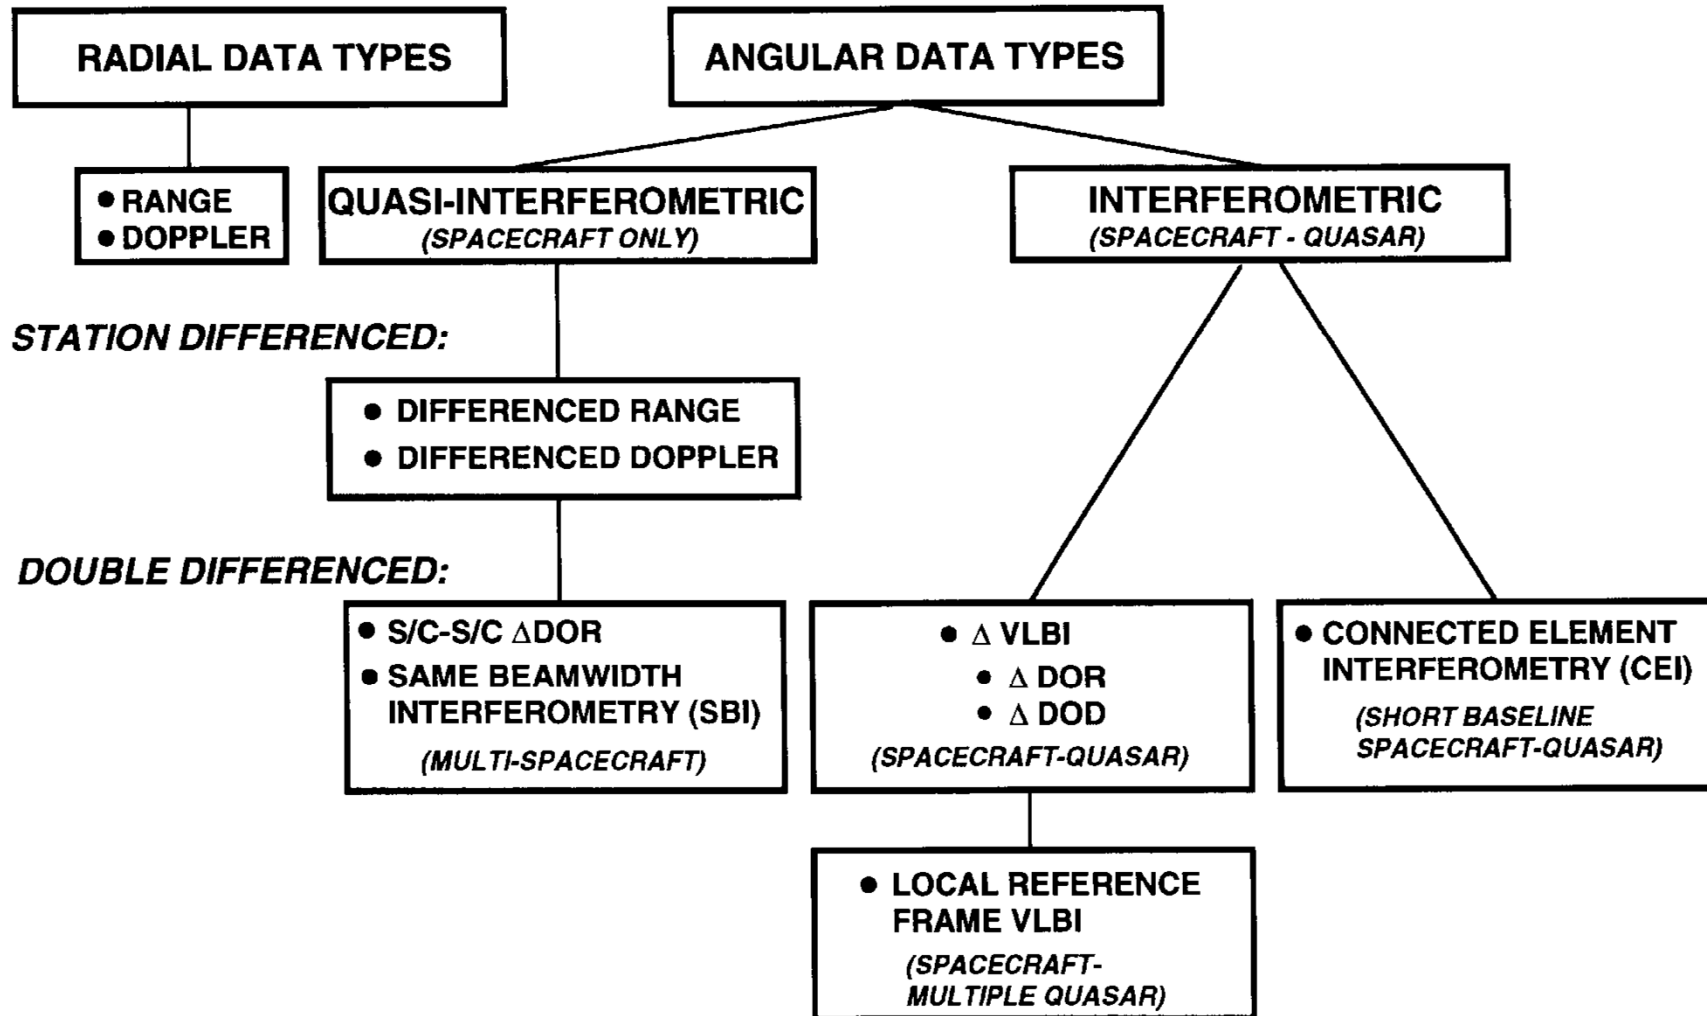 RADIAL DATA TYPES
ANGULAR DATA TYPES
● RANGE
● DOPPLER
QUASI-INTERFEROMETRIC
(SPACECRAFT ONLY)
INTERFEROMETRIC
(SPACECRAFT - QUASAR)
STATION DIFFERENCED:
● DIFFERENCED RANGE
● DIFFERENCED DOPPLER
DOUBLE DIFFERENCED:
● S/C-S/C ΔDOR
● SAME BEAMWIDTH
INTERFEROMETRY (SBI)
(MULTI-SPACECRAFT)
● Δ VLBI
● Δ DOR
● Δ DOD
(SPACECRAFT-QUASAR)
● CONNECTED ELEMENT
INTERFEROMETRY (CEI)
(SHORT BASELINE
SPACECRAFT-QUASAR)
● LOCAL REFERENCE
FRAME VLBI
(SPACECRAFT-
MULTIPLE QUASAR)